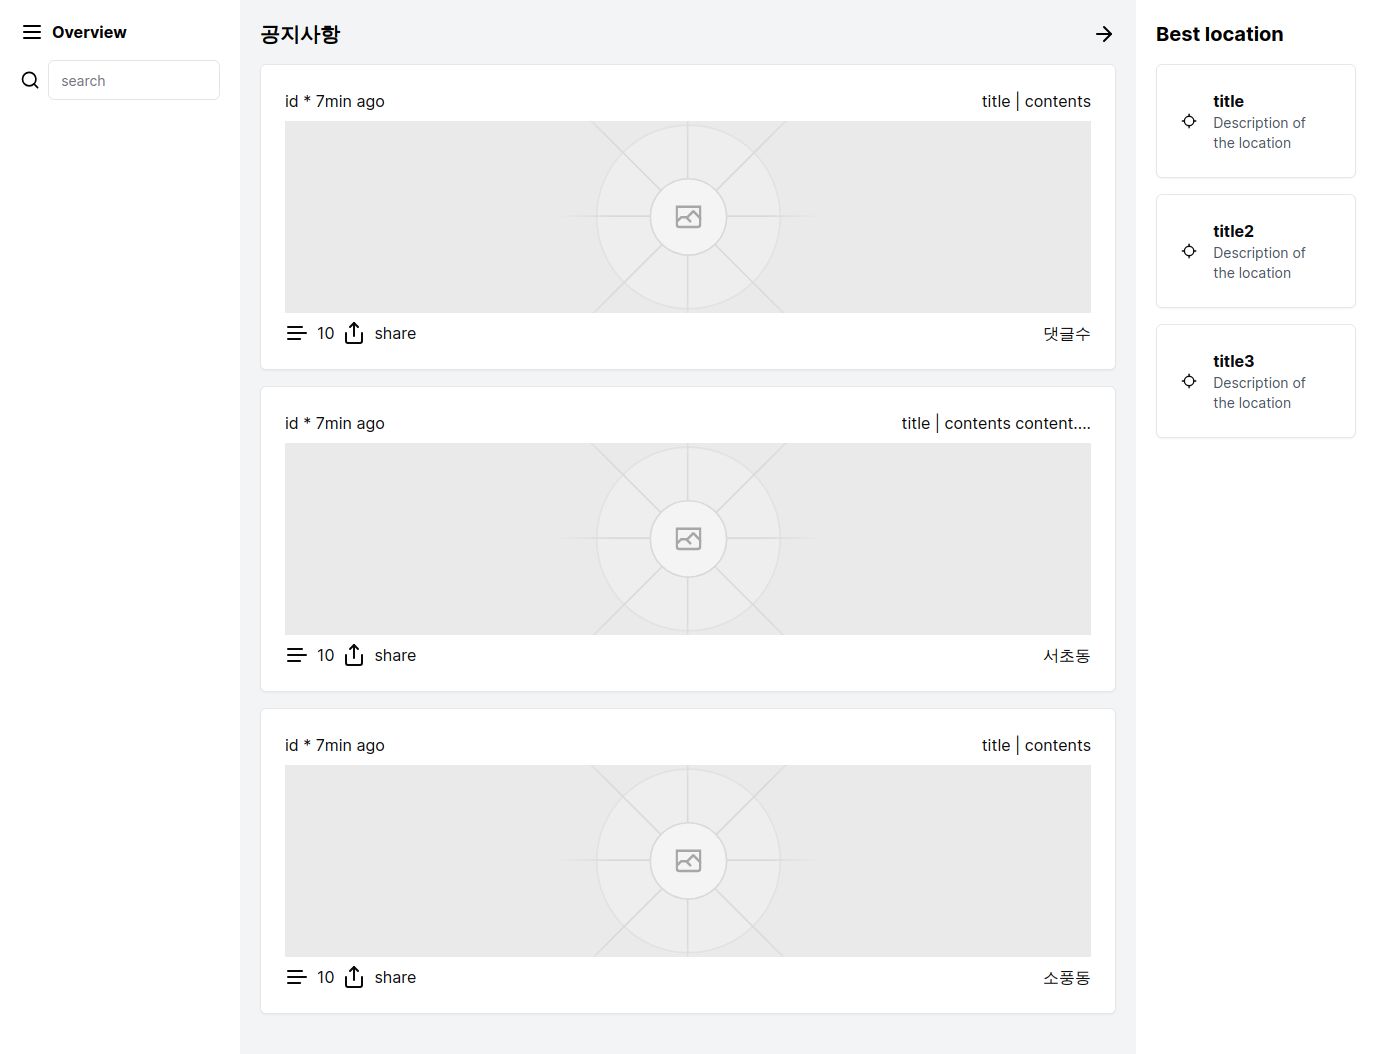 Overview
search
공지사항
id * 7min ago
title | contents
10
share
댓글수
id * 7min ago
title | contents content....
10
share
서초동
id * 7min ago
title | contents
10
share
소풍동
Best location
title
Description of
the location
title2
Description of
the location
title3
Description of
the location